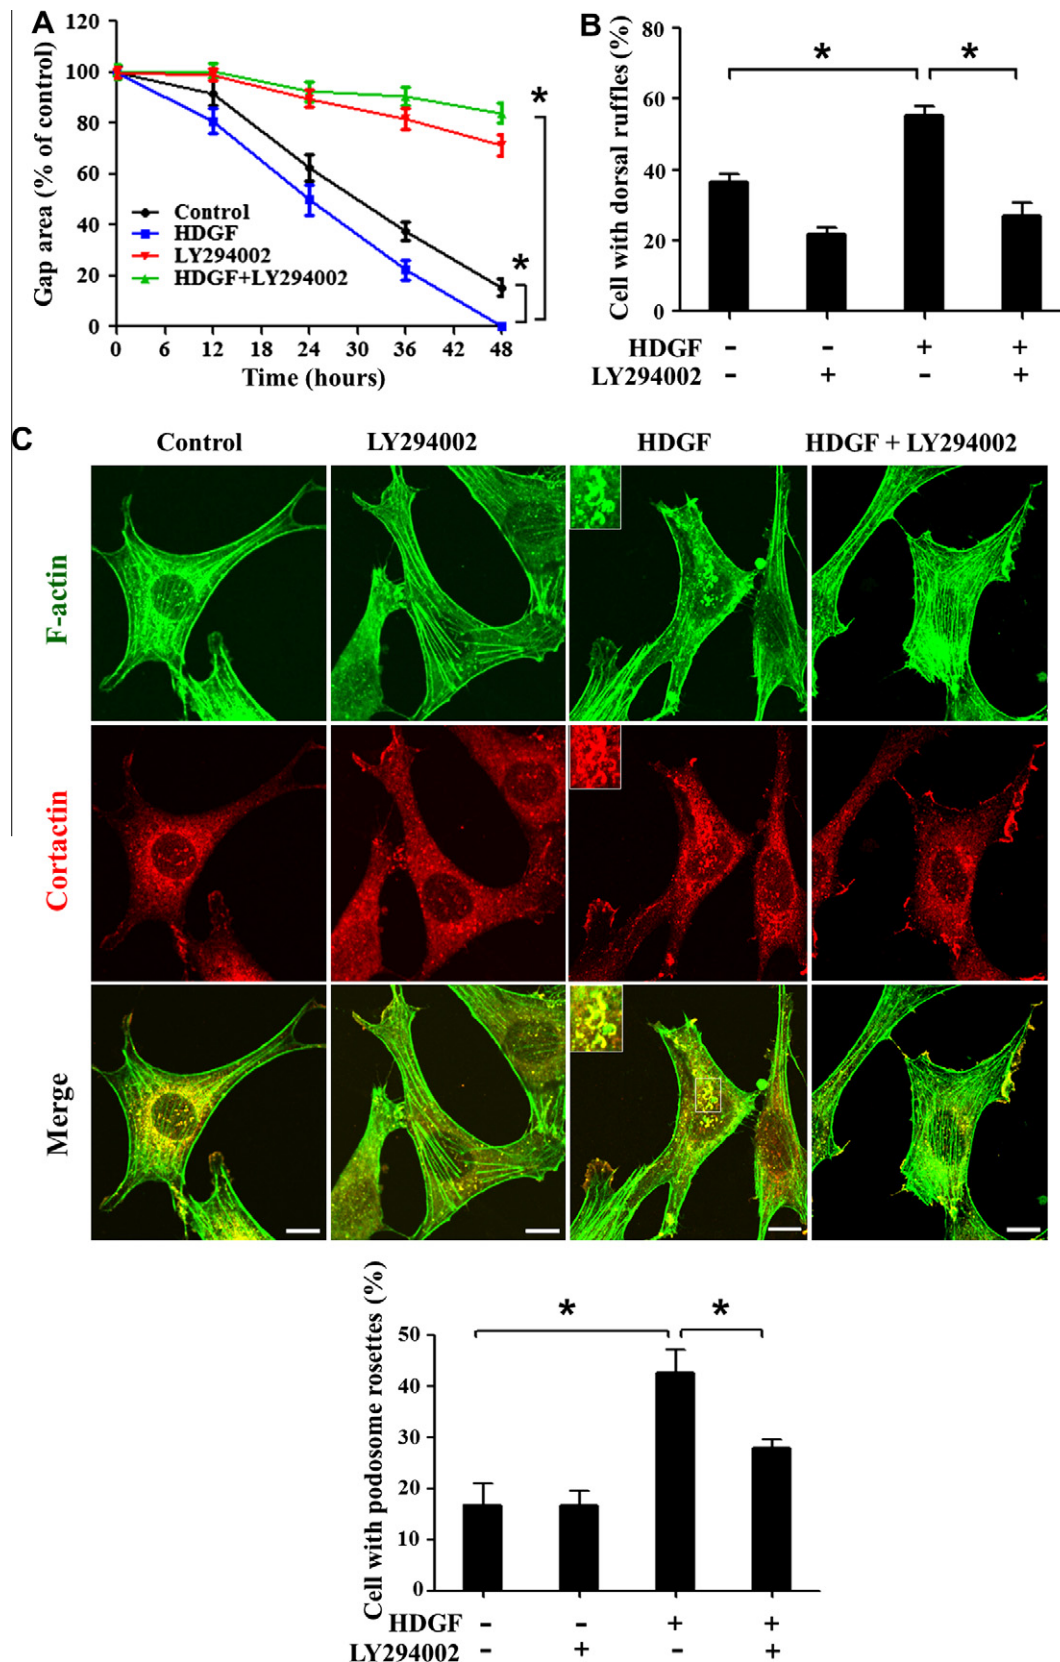 A
Gap area (% of control)
120
100
80
60
40
20
0
Control
HDGF
LY294002
HDGF+LY294002
*
*
0 6 12 18 24 30 36 42 48
Time (hours)
B
Cell with dorsal ruffles (%)
80
60
40
20
0
* *
HDGF - - + +
LY294002 - + - +
C
Control LY294002 HDGF HDGF + LY294002
F-actin
Cortactin
Merge
Cell with podosome rosettes (%)
50
40
30
20
10
0
* *
HDGF - - + +
LY294002 - + - +